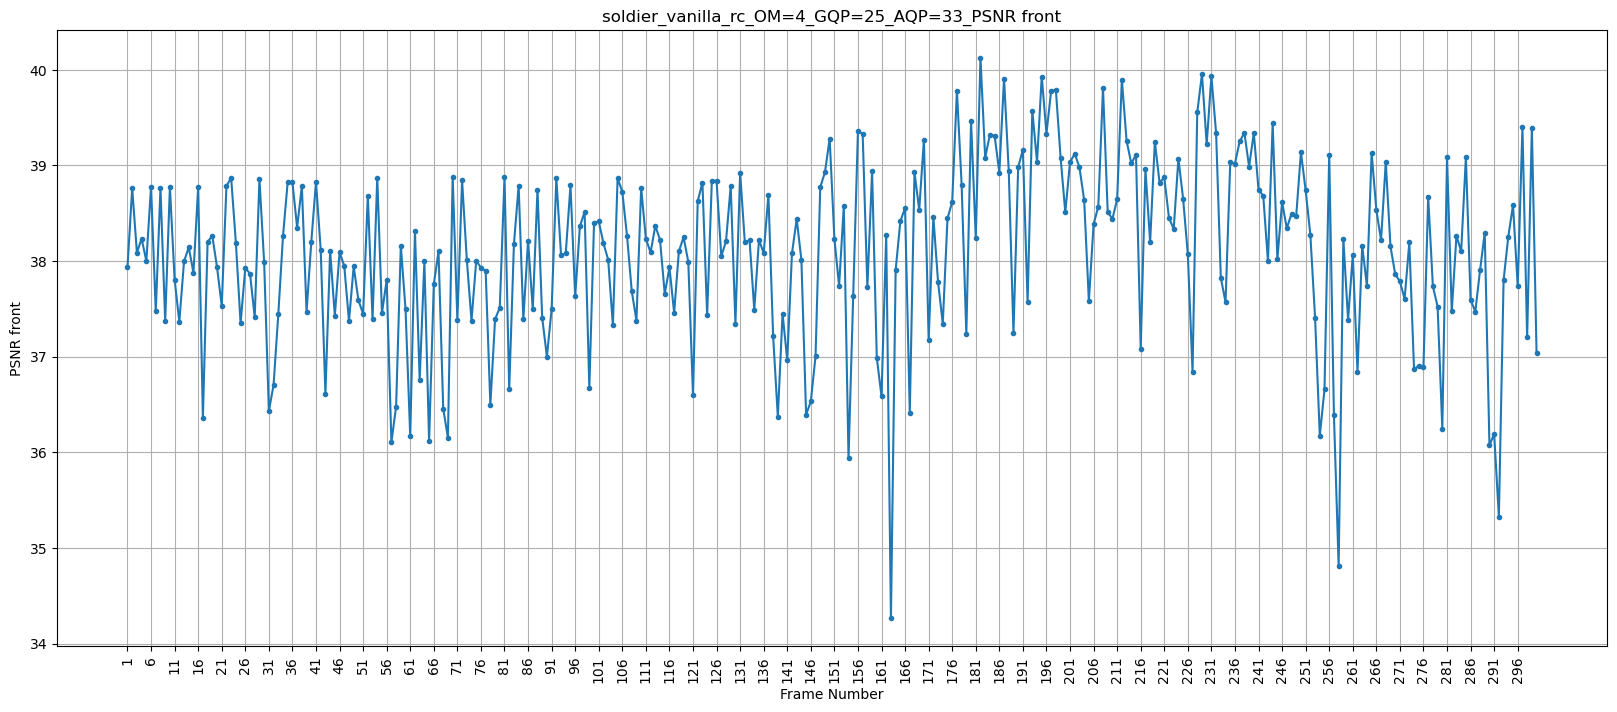 soldier_vanilla_rc_OM=4_GQP=25_AQP=33_PSNR front
40
39
38
37
36
35
34
PSNR front
1 6 11 16 21 26 31 36 41 46 51 56 61 66 71 76 81 86 91 96 101 106 111 116 121 126 131 136 141 146 151 156 161 166 171 176 181 186 191 196 201 206 211 216 221 226 231 236 241 246 251 256 261 266 271 276 281 286 291 296
Frame Number